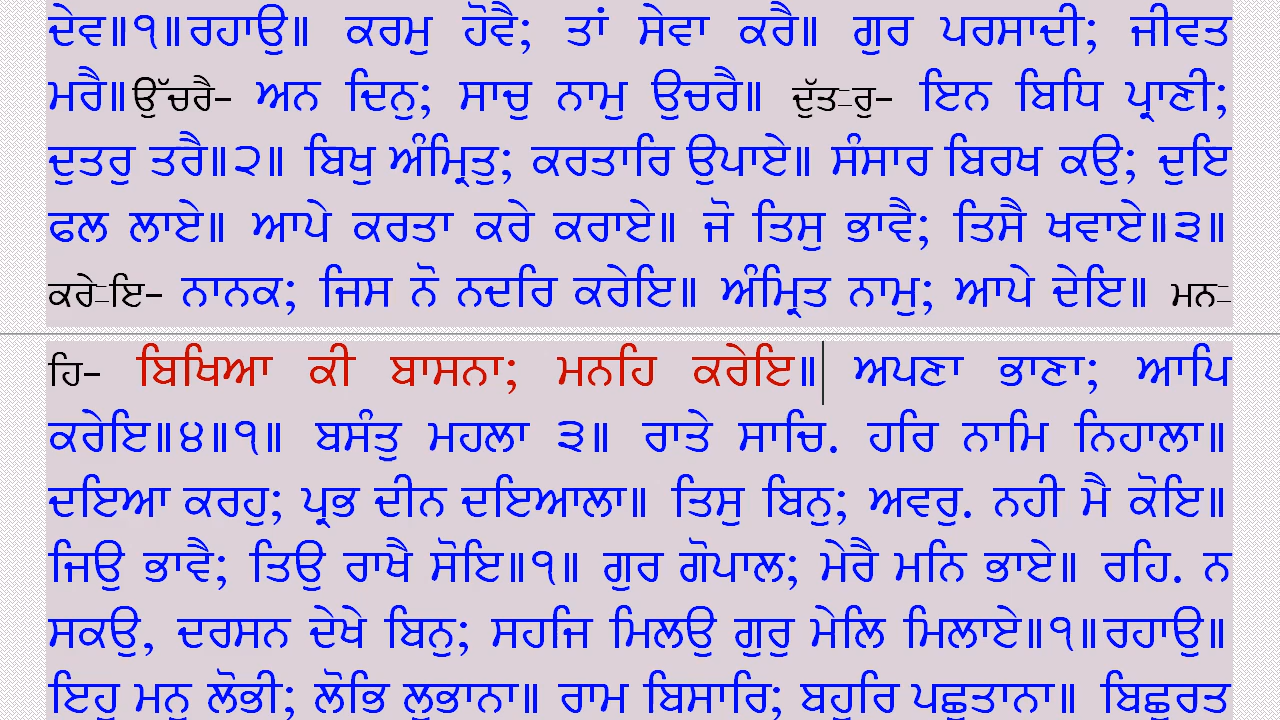 ਦੇਵ॥੧॥ਰਹਾਉ॥ ਕਰਮੁ ਹੋਵੈ; ਤਾਂ ਸੇਵਾ ਕਰੈ॥ ਗੁਰ ਪਰਸਾਦੀ; ਜੀਵਤ
ਮਰੈ॥ਉੱਚਰੈ– ਅਨ ਦਿਨੁ; ਸਾਚੁ ਨਾਮੁ ਉਚਰੈ॥ ਦੁੱਤ-ਰੁ– ਇਨ ਬਿਧਿ ਪ੍ਰਾਣੀ;
ਦੁਤਰੁ ਤਰੈ॥੨॥ ਬਿਖੁ ਅੰਮ੍ਰਿਤੁ; ਕਰਤਾਰਿ ਉਪਾਏ॥ ਸੰਸਾਰ ਬਿਰਖ ਕਉ; ਦੁਇ
ਫਲ ਲਾਏ॥ ਆਪੇ ਕਰਤਾ ਕਰੇ ਕਰਾਏ॥ ਜੋ ਤਿਸੁ ਭਾਵੈ; ਤਿਸੈ ਖਵਾਏ॥੩॥
ਕਰੇ-ਇ– ਨਾਨਕ; ਜਿਸ ਨੋ ਨਦਰਿ ਕਰੇਇ॥ ਅੰਮ੍ਰਿਤ ਨਾਮੁ; ਆਪੇ ਦੇਇ॥ ਮਨ-
ਹਿ– ਬਿਖਿਆ ਕੀ ਬਾਸਨਾ; ਮਨਹਿ ਕਰੇਇ॥ ਅਪਣਾ ਭਾਣਾ; ਆਪਿ
ਕਰੇਇ॥੪॥੧॥ ਬਸੰਤੁ ਮਹਲਾ ੩॥ ਰਾਤੇ ਸਾਚਿ. ਹਰਿ ਨਾਮਿ ਨਿਹਾਲਾ॥
ਦਇਆ ਕਰਹੁ; ਪ੍ਰਭ ਦੀਨ ਦਇਆਲਾ॥ ਤਿਸੁ ਬਿਨੁ; ਅਵਰੁ. ਨਹੀ ਮੈ ਕੋਇ॥
ਜਿਉ ਭਾਵੈ; ਤਿਉ ਰਾਖੈ ਸੋਇ॥੧॥ ਗੁਰ ਗੋਪਾਲ; ਮੇਰੈ ਮਨਿ ਭਾਏ॥ ਰਹਿ. ਨ
ਸਕਉ, ਦਰਸਨ ਦੇਖੇ ਬਿਨੁ; ਸਹਜਿ ਮਿਲਉ ਗੁਰੁ ਮੇਲਿ ਮਿਲਾਏ॥੧॥ਰਹਾਉ॥
ਇਹੁ ਮਨੁ ਲੋਭੀ; ਲੋਭਿ ਲੁਭਾਨਾ॥ ਰਾਮ ਬਿਸਾਰਿ; ਬਹੁਰਿ ਪਛੁਤਾਨਾ॥ ਬਿਛੁਰਤ